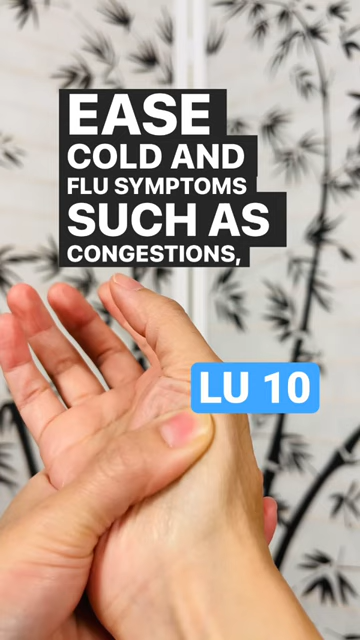 EASE
COLD AND
FLU SYMPTOMS
SUCH AS
CONGESTIONS,
LU 10